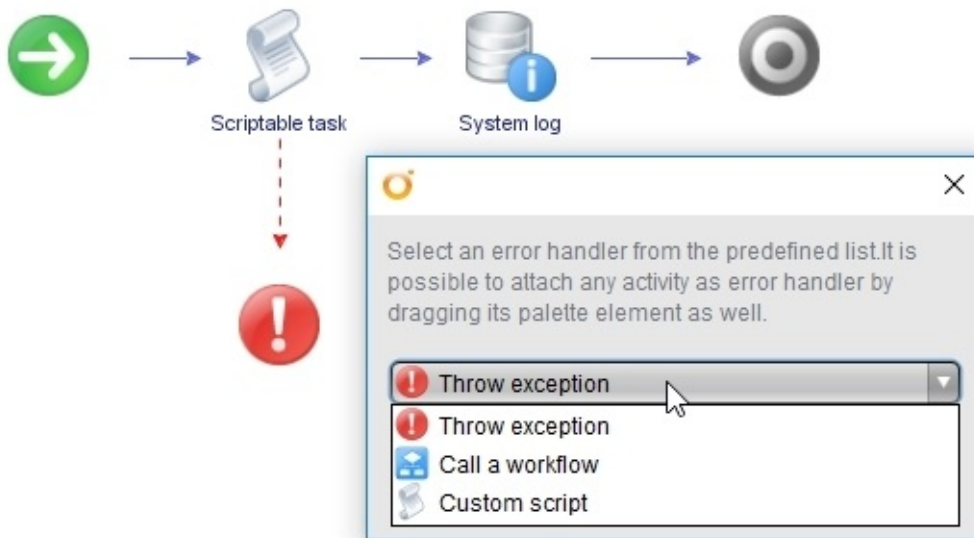 Scriptable task
System log
Select an error handler from the predefined list.It is
possible to attach any activity as error handler by
dragging its palette element as well.
Throw exception
Throw exception
Call a workflow
Custom script